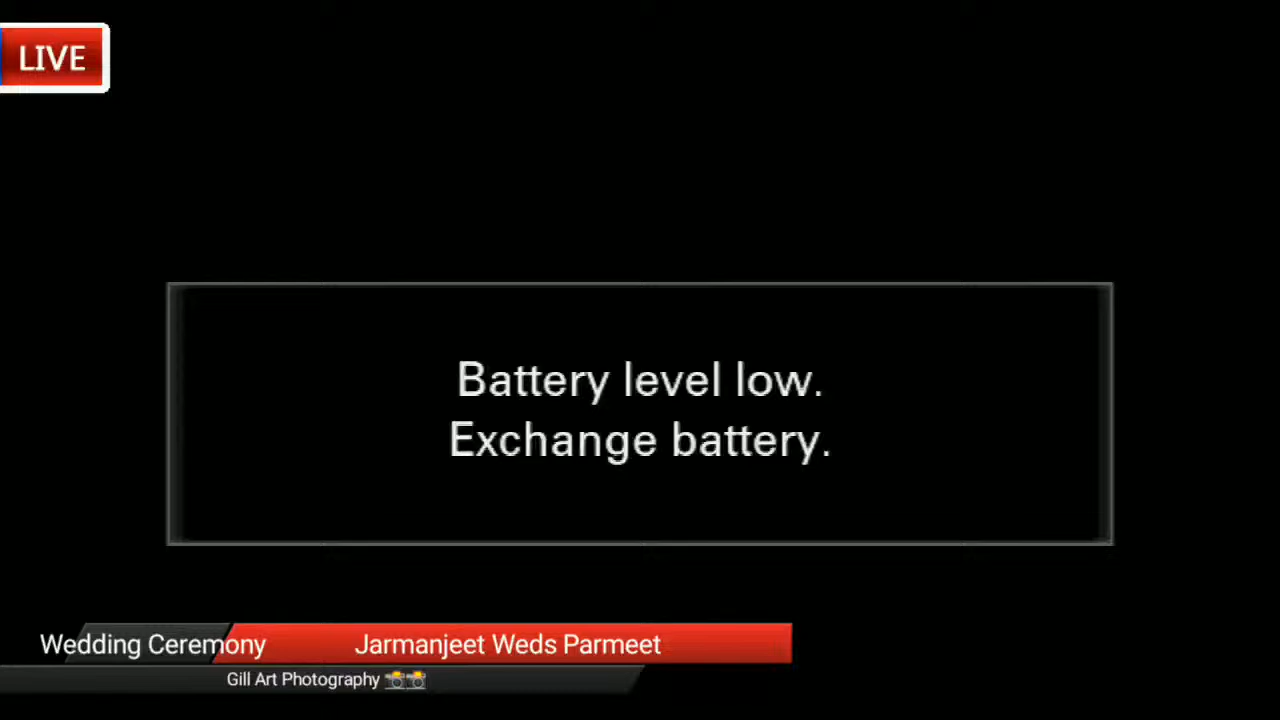 LIVE
Battery level low.
Exchange battery.
Wedding Ceremony
Jarmanjeet Weds Parmeet
Gill Art Photography 📸📸